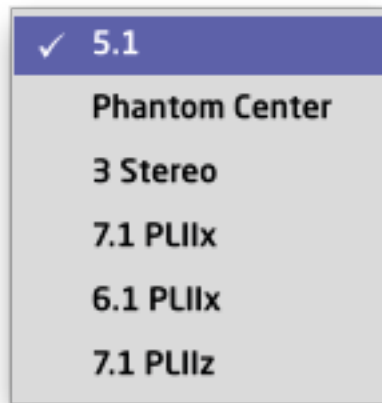 ✓ 5.1
Phantom Center
3 Stereo
7.1 PLIIx
6.1 PLIIx
7.1 PLIIz